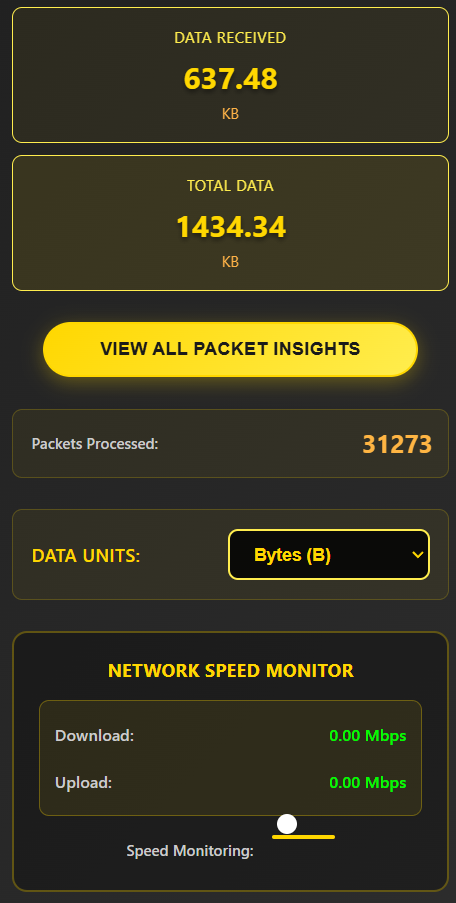 DATA RECEIVED
637.48
KB
TOTAL DATA
1434.34
KB
VIEW ALL PACKET INSIGHTS
Packets Processed: 31273
DATA UNITS: Bytes (B)
NETWORK SPEED MONITOR
Download: 0.00 Mbps
Upload: 0.00 Mbps
Speed Monitoring: